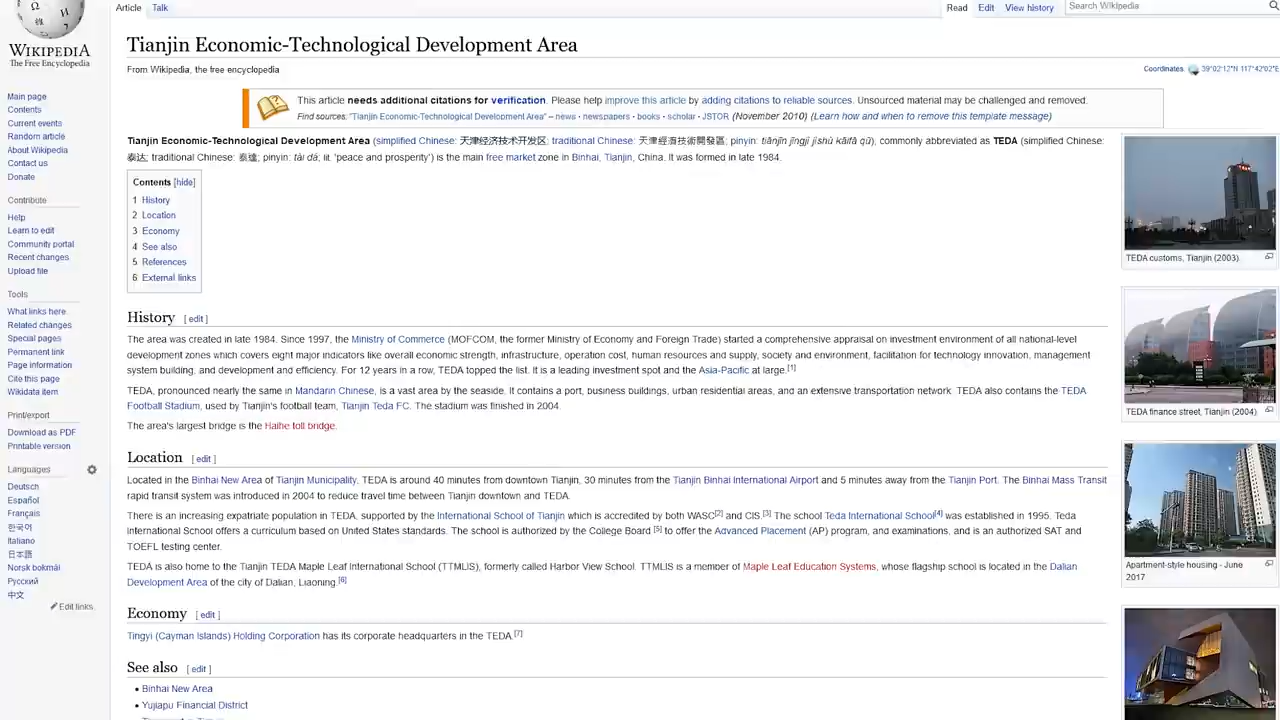 Article Talk Read Edit View history Search Wikipedia
WIKIPEDIA
The Free Encyclopedia
Main page
Contents
Current events
Random article
About Wikipedia
Contact us
Donate
Contribute
Help
Learn to edit
Community portal
Recent changes
Upload file
Tools
What links here
Related changes
Special pages
Permanent link
Page information
Cite this page
Wikidata item
Print/export
Download as PDF
Printable version
Languages
Deutsch
Español
Français
한국어
Italiano
日本語
Norsk bokmål
Русский
中文
Edit links
Tianjin Economic-Technological Development Area
From Wikipedia, the free encyclopedia
Coordinates: 39°02′12″N 117°42′02″E
This article needs additional citations for verification. Please help improve this article by adding citations to reliable sources. Unsourced material may be challenged and removed.
Find sources: "Tianjin Economic-Technological Development Area" – news · newspapers · books · scholar · JSTOR (November 2010) (Learn how and when to remove this template message)
Tianjin Economic-Technological Development Area (simplified Chinese: 天津经济技术开发区; traditional Chinese: 天津經濟技術開發區; pinyin: tiānjīn jīngjì jìshù kāifā qū), commonly abbreviated as TEDA (simplified Chinese:
泰达; traditional Chinese: 泰達; pinyin: tài dá; lit. 'peace and prosperity') is the main free market zone in Binhai, Tianjin, China. It was formed in late 1984.
Contents [hide]
1 History
2 Location
3 Economy
4 See also
5 References
6 External links
History [ edit ]
The area was created in late 1984. Since 1997, the Ministry of Commerce (MOFCOM, the former Ministry of Economy and Foreign Trade) started a comprehensive appraisal on investment environment of all national-level
development zones which covers eight major indicators like overall economic strength, infrastructure, operation cost, human resources and supply, society and environment, facilitation for technology innovation, management
system building, and development and efficiency. For 12 years in a row, TEDA topped the list. It is a leading investment spot and the Asia-Pacific at large.[1]
TEDA, pronounced nearly the same in Mandarin Chinese, is a vast area by the seaside. It contains a port, business buildings, urban residential areas, and an extensive transportation network. TEDA also contains the TEDA
Football Stadium, used by Tianjin's football team, Tianjin Teda FC. The stadium was finished in 2004.
The area's largest bridge is the Haihe toll bridge.
Location [ edit ]
Located in the Binhai New Area of Tianjin Municipality. TEDA is around 40 minutes from downtown Tianjin, 30 minutes from the Tianjin Binhai International Airport and 5 minutes away from the Tianjin Port. The Binhai Mass Transit
rapid transit system was introduced in 2004 to reduce travel time between Tianjin downtown and TEDA.
There is an increasing expatriate population in TEDA, supported by the International School of Tianjin which is accredited by both WASC[2] and CIS.[3] The school Teda International School[4] was established in 1995. Teda
International School offers a curriculum based on United States standards. The school is authorized by the College Board [5] to offer the Advanced Placement (AP) program, and examinations, and is an authorized SAT and
TOEFL testing center.
TEDA is also home to the Tianjin TEDA Maple Leaf International School (TTMLIS), formerly called Harbor View School. TTMLIS is a member of Maple Leaf Education Systems, whose flagship school is located in the Dalian
Development Area of the city of Dalian, Liaoning.[6]
Economy [ edit ]
Tingyi (Cayman Islands) Holding Corporation has its corporate headquarters in the TEDA.[7]
See also [ edit ]
• Binhai New Area
• Yujiapu Financial District
TEDA customs, Tianjin (2003).
TEDA finance street, Tianjin (2004)
Apartment-style housing - June
2017